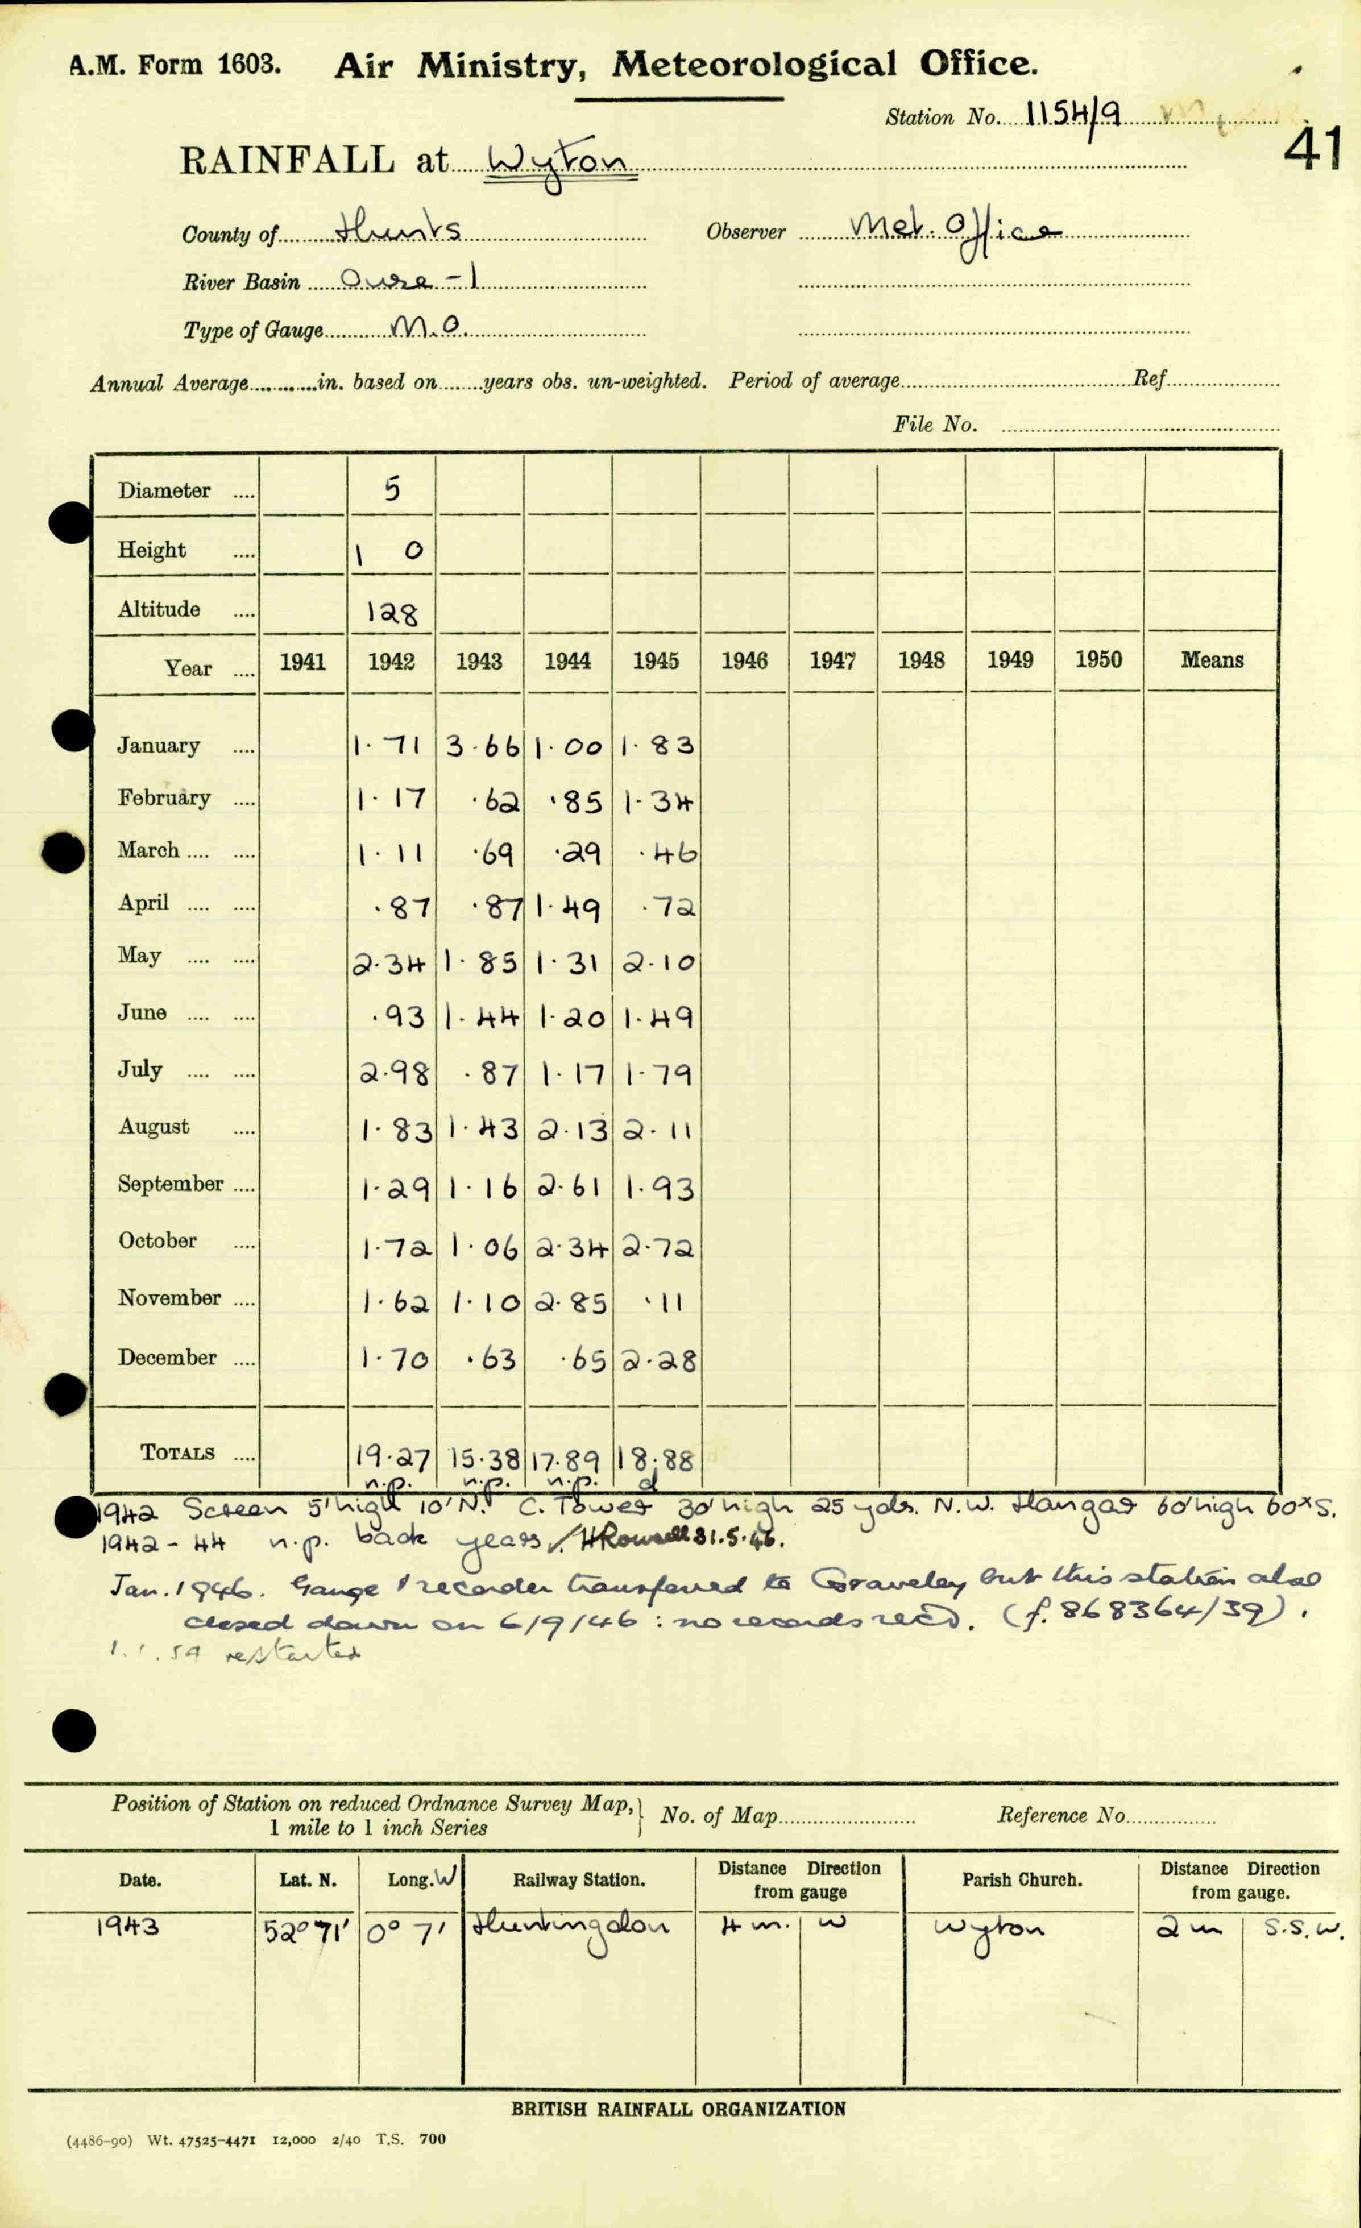 A.M. Form 1603. Air Ministry, Meteorological Office.
Station No. 1154/9
41
RAINFALL at Wyton
County of Hunts Observer Met. Office
River Basin Ouse - 1
Type of Gauge M.O.
Annual Average in. based on years obs. un-weighted. Period of average Ref.
File No.
Diameter 5
Height 1 0
Altitude 128
Year 1941 1942 1943 1944 1945 1946 1947 1948 1949 1950 Means
January 1.71 3.66 1.00 1.83
February 1.17 .62 .85 1.34
March 1.11 .69 .29 .46
April .87 .87 1.49 .72
May 2.34 1.85 1.31 2.10
June .93 1.44 1.20 1.49
July 2.98 .87 1.17 1.79
August 1.83 1.43 2.13 2.11
September 1.29 1.16 2.61 1.93
October 1.72 1.06 2.34 2.72
November 1.62 1.10 2.85 .11
December 1.70 .63 .65 2.28
TOTALS 19.27 15.38 17.89 18.88
n.p. n.p. n.p. d
1942 Screen 5' high 10' N. C. Tower 30' high 25 yds. N.W. Hangar 60' high 60x S.
1942 - 44 n.p. back years HRowsell 31.5.46.
Jan. 1946. Gauge & recorder transferred to Graveley but this station also
closed down on 6/9/46 : no records recd. (f. 868364/39).
1.1.54 restarted
Position of Station on reduced Ordnance Survey Map, } No. of Map Reference No.
1 mile to 1 inch Series
Date. Lat. N. Long. W Railway Station. Distance Direction from gauge Parish Church. Distance Direction from gauge.
1943 52° 71' 0° 7' Huntingdon 4 m. W Wyton 2 m S.S.W.
BRITISH RAINFALL ORGANIZATION
(4486-90) Wt. 47525-4471 12,000 2/40 T.S. 700